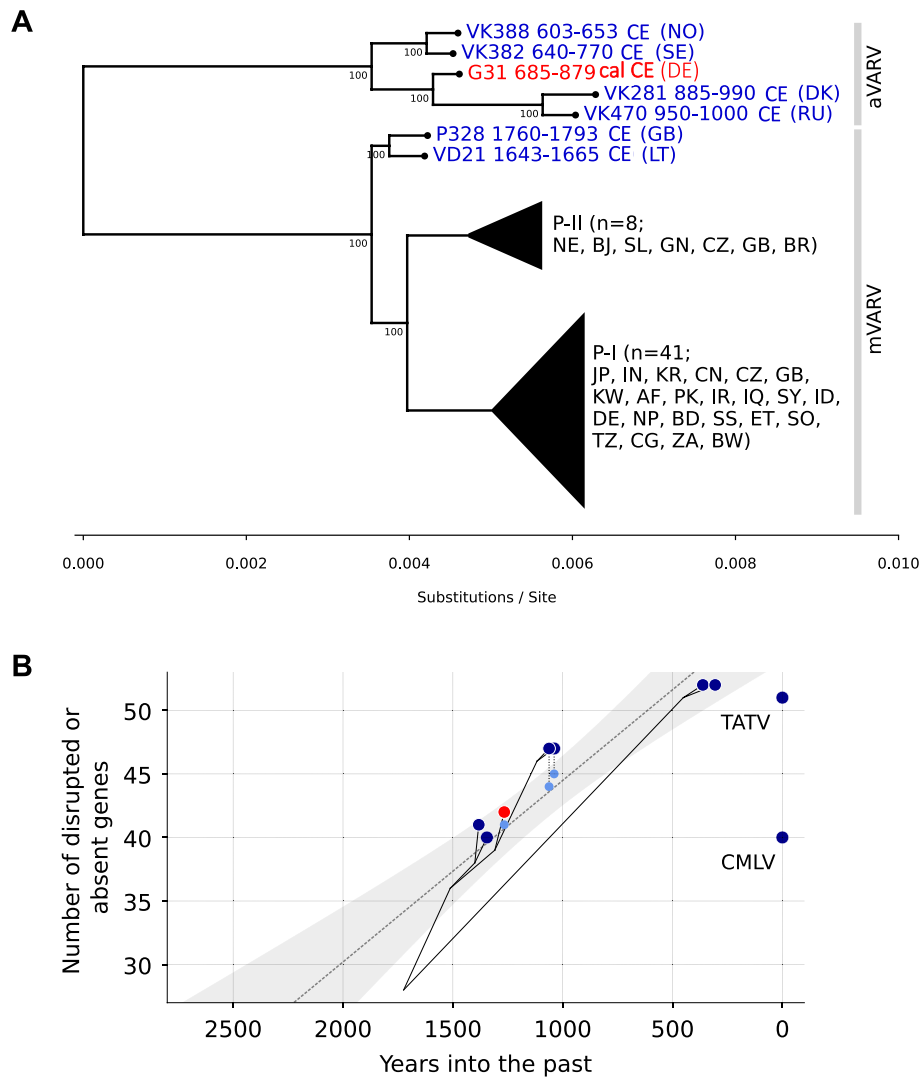 A
VK388 603-653 CE (NO)
VK382 640-770 CE (SE)
G31 685-879 cal CE (DE)
VK281 885-990 CE (DK)
VK470 950-1000 CE (RU)
P328 1760-1793 CE (GB)
VD21 1643-1665 CE (LT)
100
100
100
100
100
100
100
P-II (n=8;
NE, BJ, SL, GN, CZ, GB, BR)
P-I (n=41;
JP, IN, KR, CN, CZ, GB,
KW, AF, PK, IR, IQ, SY, ID,
DE, NP, BD, SS, ET, SO,
TZ, CG, ZA, BW)
aVARV
mVARV
0.000 0.002 0.004 0.006 0.008 0.010
Substitutions / Site
B
Number of disrupted or
absent genes
50
45
40
35
30
TATV
CMLV
2500 2000 1500 1000 500 0
Years into the past